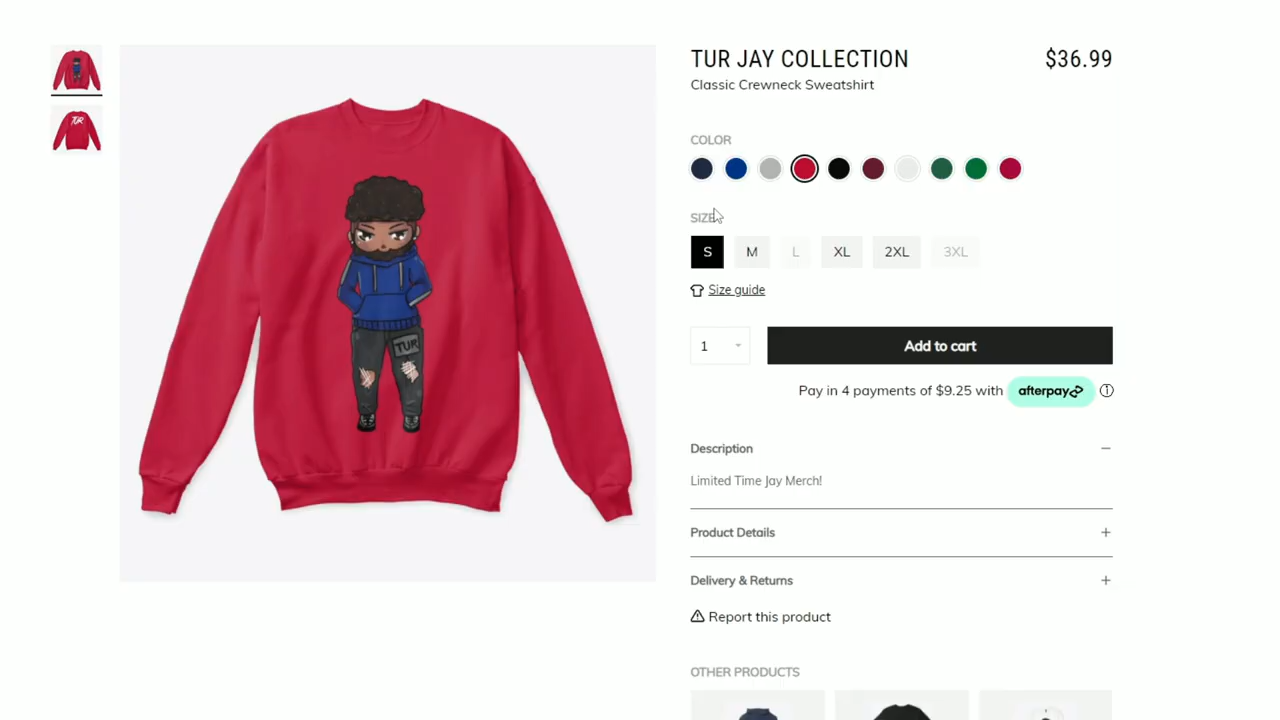 TUR
TUR
TUR JAY COLLECTION
$36.99
Classic Crewneck Sweatshirt
COLOR
SIZE
S M L XL 2XL 3XL
Size guide
1
Add to cart
Pay in 4 payments of $9.25 with afterpay
Description
Limited Time Jay Merch!
Product Details
Delivery & Returns
Report this product
OTHER PRODUCTS